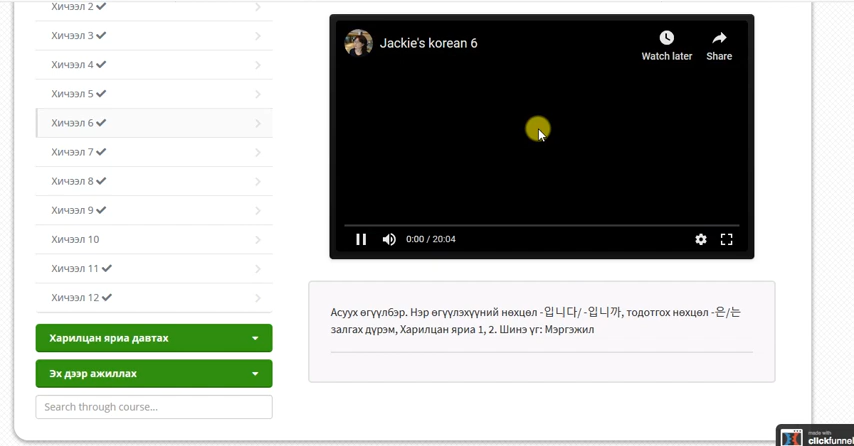 Хичээл 2
Хичээл 3
Хичээл 4
Хичээл 5
Хичээл 6
Хичээл 7
Хичээл 8
Хичээл 9
Хичээл 10
Хичээл 11
Хичээл 12
Харилцан яриа давтах
Эх дээр ажиллах
Search through course...
Jackie's korean 6
Watch later
Share
0:00 / 20:04
Асуух өгүүлбэр. Нэр өгүүлэхүүний нөхцөл -입니다/ -입니까, тодотгох нөхцөл -은/는
залгах дүрэм, Харилцан яриа 1, 2. Шинэ үг: Мэргэжил
made with
clickfunnel